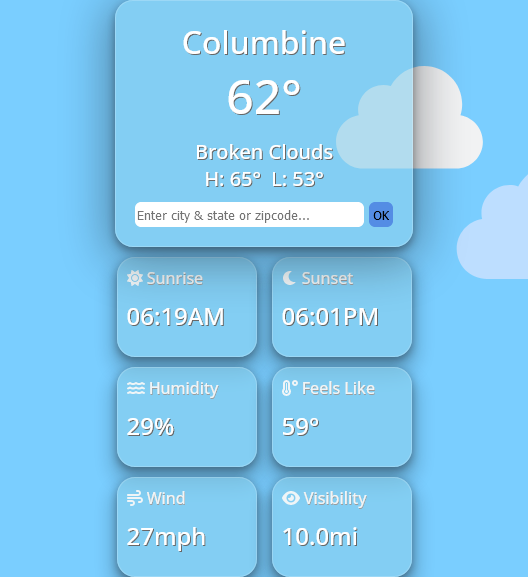 Columbine
62°
Broken Clouds
H: 65° L: 53°
Enter city & state or zipcode...
OK
Sunrise
06:19AM
Sunset
06:01PM
Humidity
29%
Feels Like
59°
Wind
27mph
Visibility
10.0mi